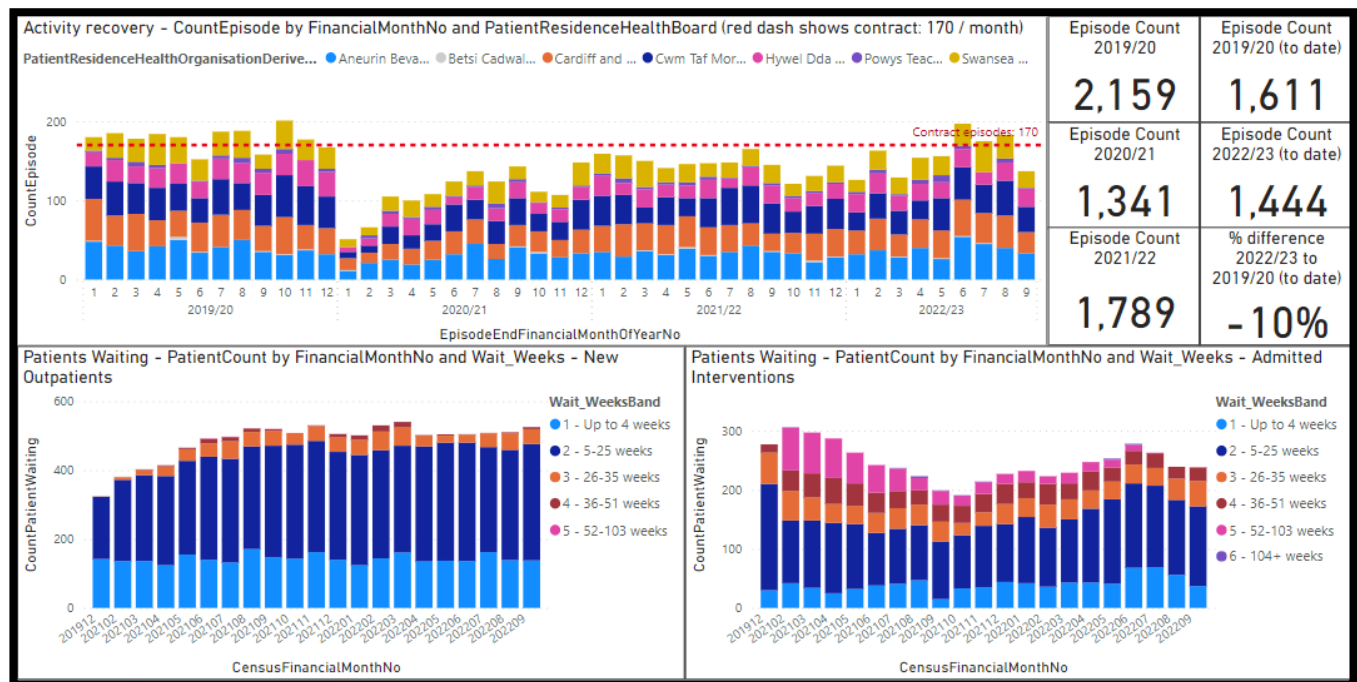 Activity recovery - CountEpisode by FinancialMonthNo and PatientResidenceHealthBoard (red dash shows contract: 170 / month)
PatientResidenceHealthOrganisationDerive... Aneurin Beva... Betsi Cadwal... Cardiff and ... Cwm Taf Mor... Hywel Dda ... Powys Teac... Swansea ...
CountEpisode
200
100
0
Contract episodes: 170
1 2 3 4 5 6 7 8 9 10 11 12 1 2 3 4 5 6 7 8 9 10 11 12 1 2 3 4 5 6 7 8 9 10 11 12 1 2 3 4 5 6 7 8 9
2019/20 2020/21 2021/22 2022/23
EpisodeEndFinancialMonthOfYearNo
Episode Count
2019/20
2,159
Episode Count
2019/20 (to date)
1,611
Episode Count
2020/21
1,341
Episode Count
2022/23 (to date)
1,444
Episode Count
2021/22
1,789
% difference
2022/23 to
2019/20 (to date)
-10%
Patients Waiting - PatientCount by FinancialMonthNo and Wait_Weeks - New
Outpatients
CountPatientWaiting
600
400
200
0
201912 202102 202103 202104 202105 202106 202107 202108 202109 202110 202111 202112 202201 202202 202203 202204 202205 202206 202207 202208 202209
CensusFinancialMonthNo
Wait_WeeksBand
1 - Up to 4 weeks
2 - 5-25 weeks
3 - 26-35 weeks
4 - 36-51 weeks
5 - 52-103 weeks
Patients Waiting - PatientCount by FinancialMonthNo and Wait_Weeks - Admitted
Interventions
CountPatientWaiting
300
200
100
0
201912 202102 202103 202104 202105 202106 202107 202108 202109 202110 202111 202112 202201 202202 202203 202204 202205 202206 202207 202208 202209
CensusFinancialMonthNo
Wait_WeeksBand
1 - Up to 4 weeks
2 - 5-25 weeks
3 - 26-35 weeks
4 - 36-51 weeks
5 - 52-103 weeks
6 - 104+ weeks